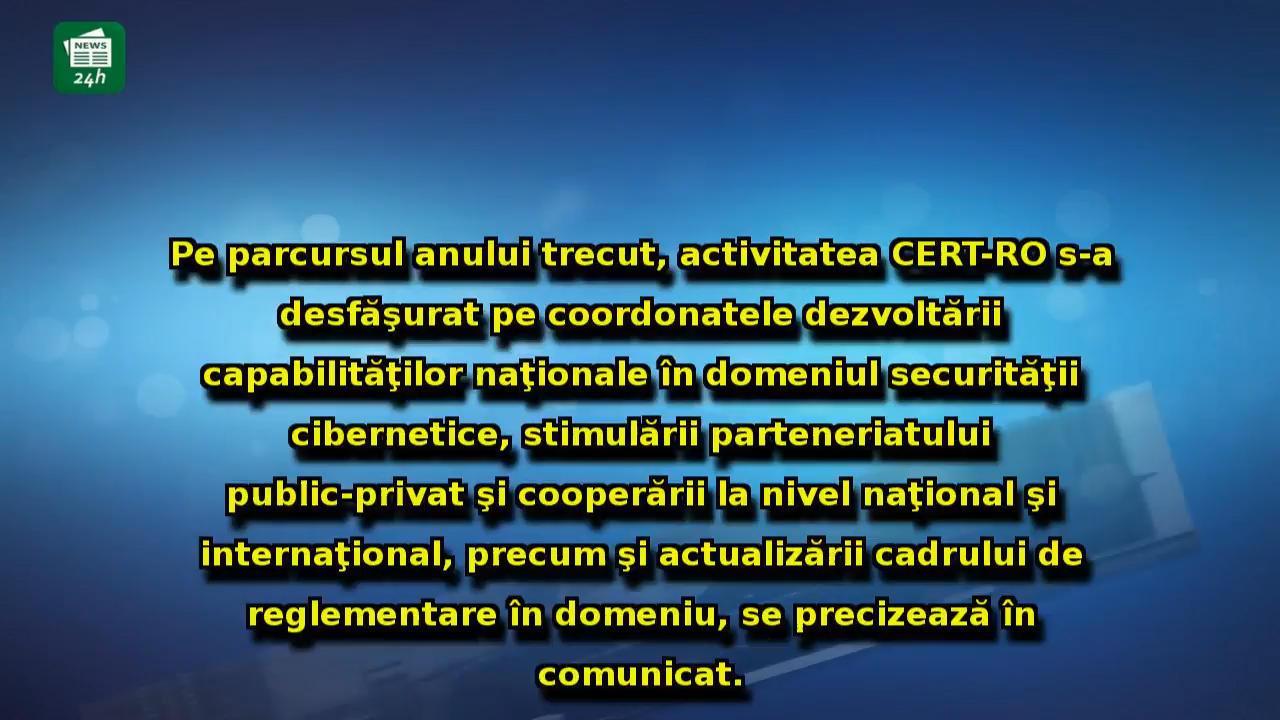 NEWS
24h
Pe parcursul anului trecut, activitatea CERT-RO s-a
desfăşurat pe coordonatele dezvoltării
capabilităţilor naţionale în domeniul securităţii
cibernetice, stimulării parteneriatului
public-privat şi cooperării la nivel naţional şi
internaţional, precum şi actualizării cadrului de
reglementare în domeniu, se precizează în
comunicat.